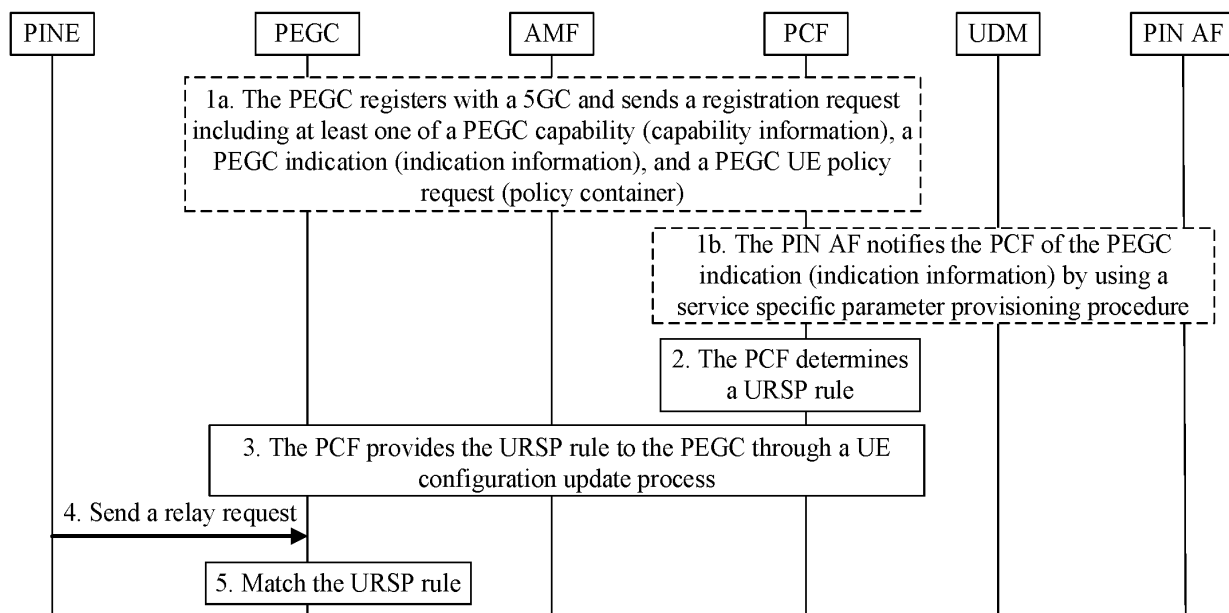 PINE
PEGC
AMF
PCF
UDM
PIN AF
1a. The PEGC registers with a 5GC and sends a registration request
including at least one of a PEGC capability (capability information), a
PEGC indication (indication information), and a PEGC UE policy
request (policy container)
1b. The PIN AF notifies the PCF of the PEGC
indication (indication information) by using a
service specific parameter provisioning procedure
2. The PCF determines
a URSP rule
3. The PCF provides the URSP rule to the PEGC through a UE
configuration update process
4. Send a relay request
5. Match the URSP rule